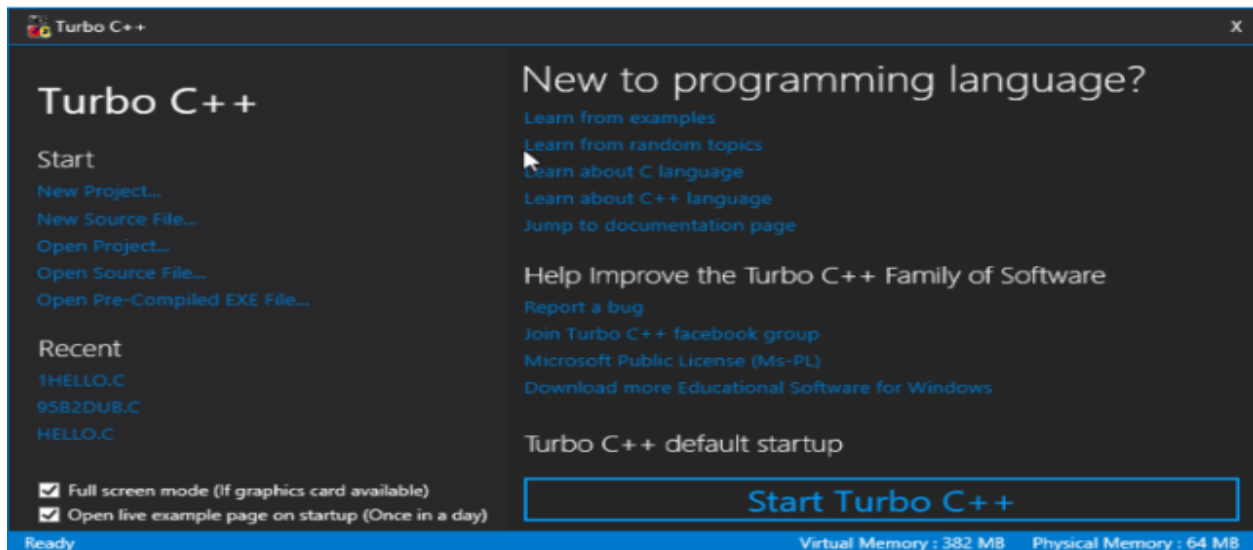 Turbo C++
x
Turbo C++
Start
New Project...
New Source File...
Open Project...
Open Source File...
Open Pre-Compiled EXE File...
Recent
1HELLO.C
95B2DUB.C
HELLO.C
Full screen mode (If graphics card available)
Open live example page on startup (Once in a day)
New to programming language?
Learn from examples
Learn from random topics
Learn about C language
Learn about C++ language
Jump to documentation page
Help Improve the Turbo C++ Family of Software
Report a bug
Join Turbo C++ facebook group
Microsoft Public License (Ms-PL)
Download more Educational Software for Windows
Turbo C++ default startup
Start Turbo C++
Ready
Virtual Memory : 382 MB Physical Memory : 64 MB